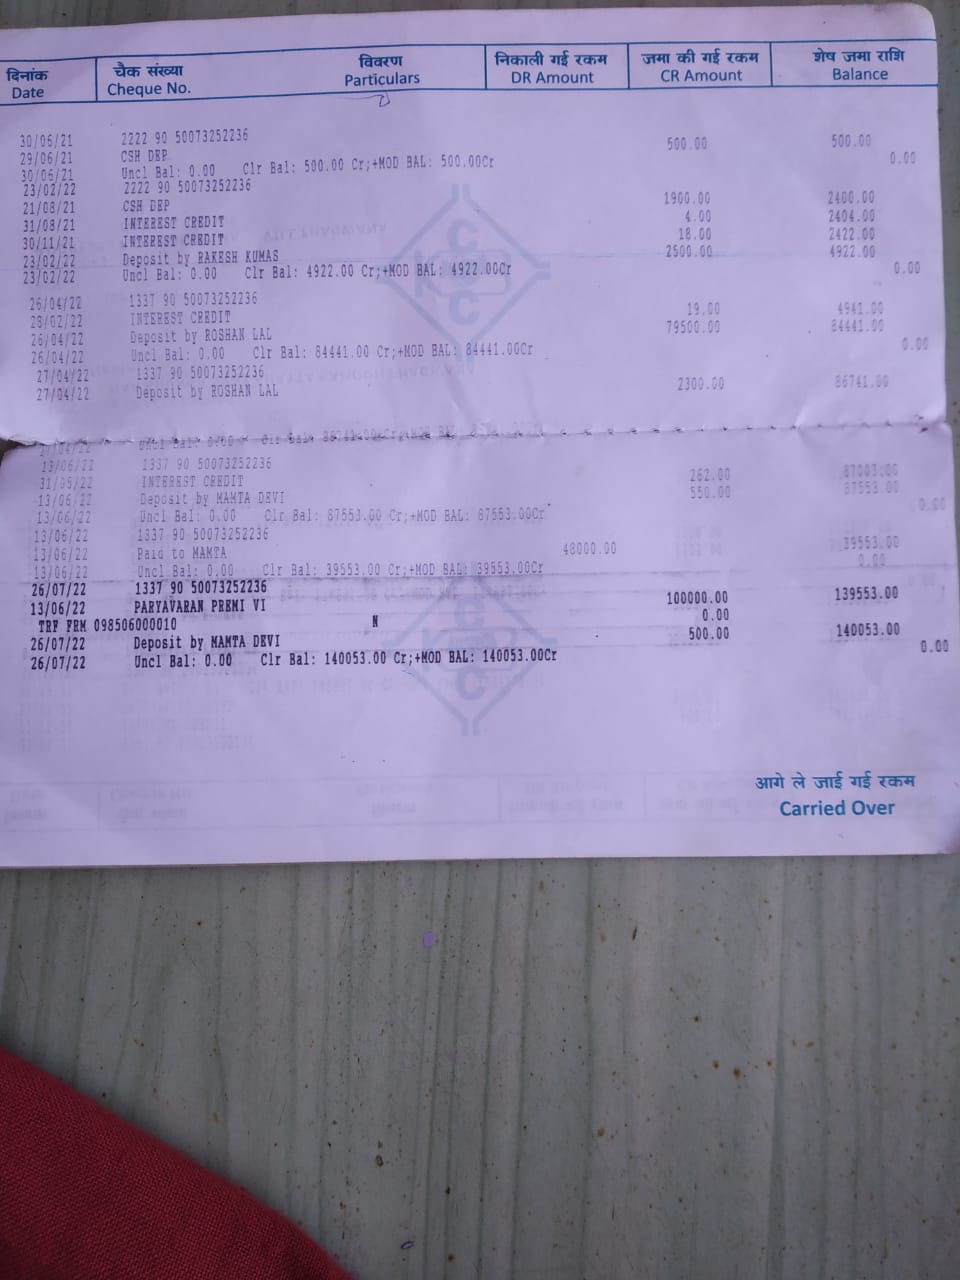 दिनांक चैक संख्या विवरण निकाली गई रकम जमा की गई रकम शेष जमा राशि
Date Cheque No. Particulars DR Amount CR Amount Balance
30/06/21 2222 90 50073252236
29/06/21 CSH DEP 500.00 500.00
30/06/21 Uncl Bal: 0.00 Clr Bal: 500.00 Cr;+MOD BAL: 500.00Cr 0.00
23/02/22 2222 90 50073252236
21/08/21 CSH DEP 1900.00 2400.00
31/08/21 INTEREST CREDIT 4.00 2404.00
30/11/21 INTEREST CREDIT 18.00 2422.00
23/02/22 Deposit by RAKESH KUMAS 2500.00 4922.00
23/02/22 Uncl Bal: 0.00 Clr Bal: 4922.00 Cr;+MOD BAL: 4922.00Cr 0.00
26/04/22 1337 90 50073252236
28/02/22 INTEREST CREDIT 19.00 4941.00
26/04/22 Deposit by ROSHAN LAL 79500.00 84441.00
26/04/22 Uncl Bal: 0.00 Clr Bal: 84441.00 Cr;+MOD BAL: 84441.00Cr 0.00
27/04/22 1337 90 50073252236
27/04/22 Deposit by ROSHAN LAL 2300.00 86741.00
27/04/22 Uncl Bal: 0.00 Clr Bal:
13/06/22 1337 90 50073252236
31/05/22 INTEREST CREDIT 262.00 87003.00
13/06/22 Deposit by MAMTA DEVI 550.00 87553.00
13/06/22 Uncl Bal: 0.00 Clr Bal: 87553.00 Cr;+MOD BAL: 87553.00Cr 0.00
13/06/22 1337 90 50073252236
13/06/22 Paid to MAMTA 48000.00 39553.00
13/06/22 Uncl Bal: 0.00 Clr Bal: 39553.00 Cr;+MOD BAL: 39553.00Cr 0.00
26/07/22 1337 90 50073252236
13/06/22 PARYAVARAN PREMI VI 100000.00 139553.00
TRF FRM 098506000010 N 0.00
26/07/22 Deposit by MAMTA DEVI 500.00 140053.00
26/07/22 Uncl Bal: 0.00 Clr Bal: 140053.00 Cr;+MOD BAL: 140053.00Cr 0.00
आगे ले जाई गई रकम
Carried Over